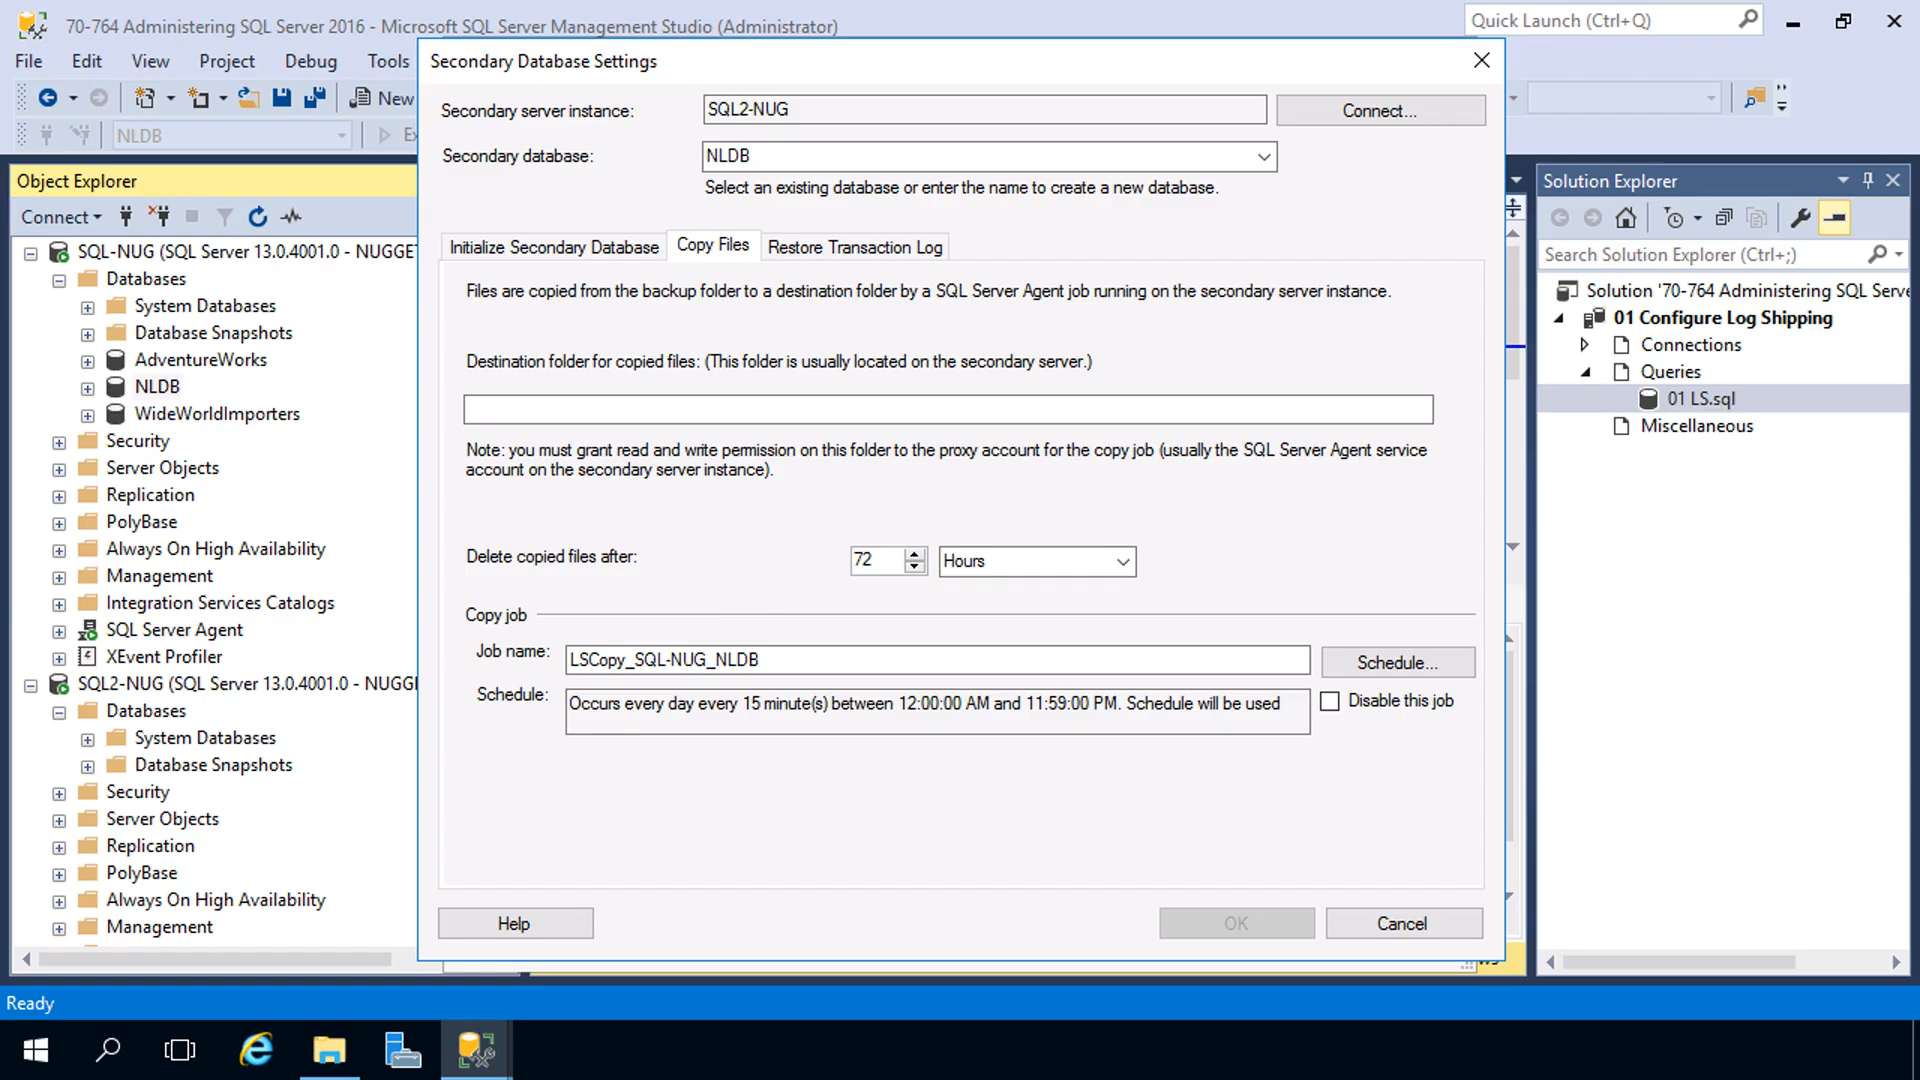 70-764 Administering SQL Server 2016 - Microsoft SQL Server Management Studio (Administrator)
Quick Launch (Ctrl+Q)
File Edit View Project Debug Tools
New
NLDB
Secondary Database Settings
Secondary server instance:
SQL2-NUG
Connect...
Secondary database:
NLDB
Select an existing database or enter the name to create a new database.
Initialize Secondary Database
Copy Files
Restore Transaction Log
Files are copied from the backup folder to a destination folder by a SQL Server Agent job running on the secondary server instance.
Destination folder for copied files: (This folder is usually located on the secondary server.)
Note: you must grant read and write permission on this folder to the proxy account for the copy job (usually the SQL Server Agent service
account on the secondary server instance).
Delete copied files after:
72
Hours
Copy job
Job name:
LSCopy_SQL-NUG_NLDB
Schedule...
Schedule:
Occurs every day every 15 minute(s) between 12:00:00 AM and 11:59:00 PM. Schedule will be used
Disable this job
Help
OK
Cancel
Object Explorer
Connect
SQL-NUG (SQL Server 13.0.4001.0 - NUGGET
Databases
System Databases
Database Snapshots
AdventureWorks
NLDB
WideWorldImporters
Security
Server Objects
Replication
PolyBase
Always On High Availability
Management
Integration Services Catalogs
SQL Server Agent
XEvent Profiler
SQL2-NUG (SQL Server 13.0.4001.0 - NUGG
Databases
System Databases
Database Snapshots
Security
Server Objects
Replication
PolyBase
Always On High Availability
Management
Solution Explorer
Search Solution Explorer (Ctrl+;)
Solution '70-764 Administering SQL Serve
01 Configure Log Shipping
Connections
Queries
01 LS.sql
Miscellaneous
Ready